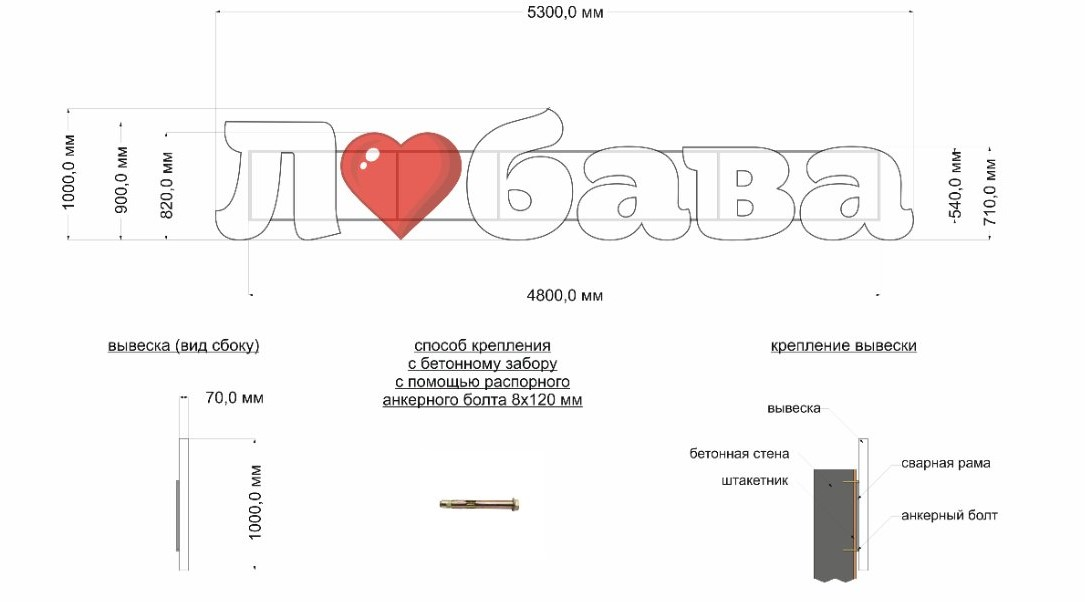 5300,0 мм
1000,0 мм
900,0 мм
820,0 мм
Л бава
540,0 мм
710,0 мм
4800,0 мм
вывеска (вид сбоку)
70,0 мм
1000,0 мм
способ крепления
с бетонному забору
с помощью распорного
анкерного болта 8х120 мм
крепление вывески
вывеска
бетонная стена
штакетник
сварная рама
анкерный болт